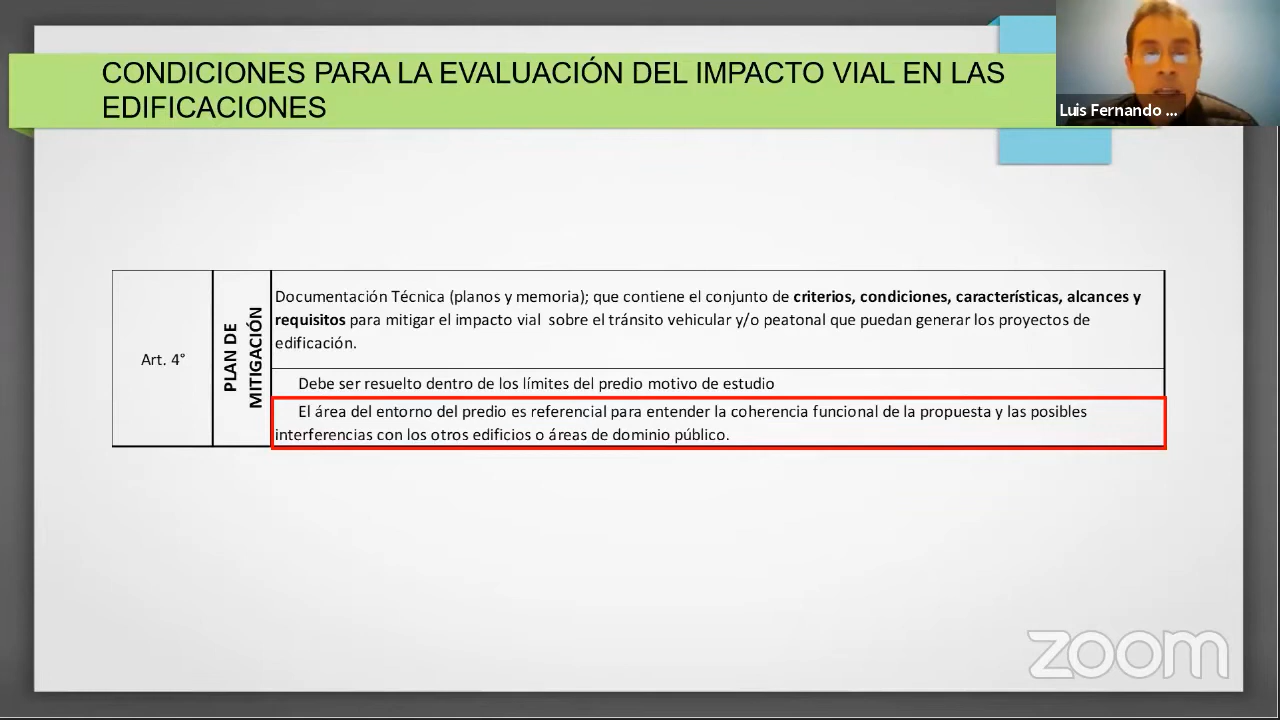 CONDICIONES PARA LA EVALUACIÓN DEL IMPACTO VIAL EN LAS
EDIFICACIONES
Luis Fernando ...
Art. 4°
PLAN DE
MITIGACIÓN
Documentación Técnica (planos y memoria); que contiene el conjunto de criterios, condiciones, características, alcances y
requisitos para mitigar el impacto vial sobre el tránsito vehicular y/o peatonal que puedan generar los proyectos de
edificación.
Debe ser resuelto dentro de los límites del predio motivo de estudio
El área del entorno del predio es referencial para entender la coherencia funcional de la propuesta y las posibles
interferencias con los otros edificios o áreas de dominio público.
zoom